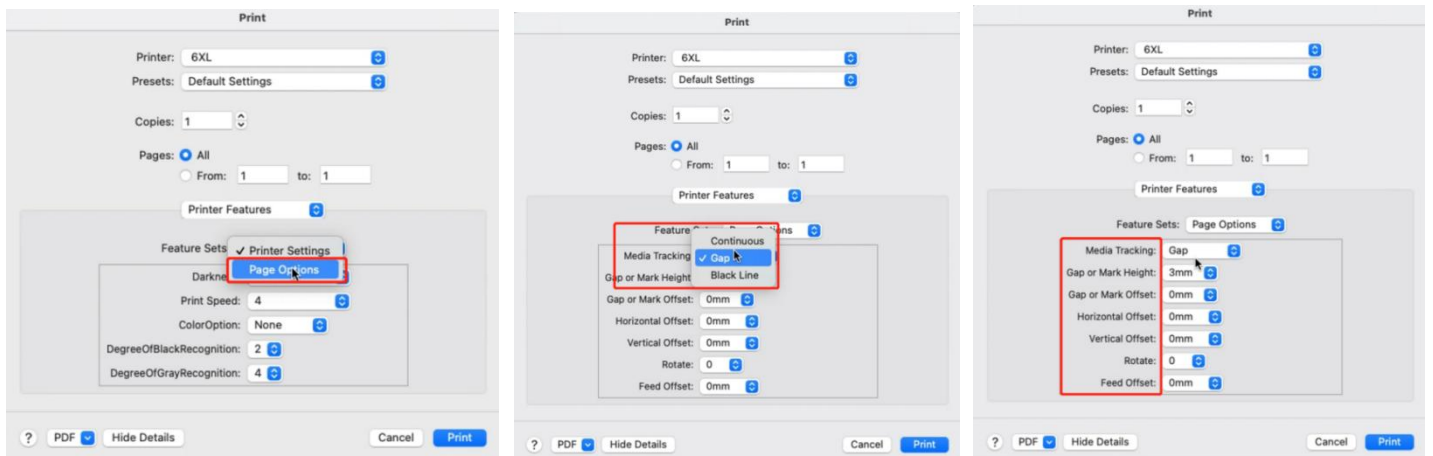 Print
Printer: 6XL
Presets: Default Settings
Copies: 1
Pages: All
From: 1 to: 1
Printer Features
Feature Sets ✓ Printer Settings
Page Options
Darkne
Print Speed: 4
ColorOption: None
DegreeOfBlackRecognition: 2
DegreeOfGrayRecognition: 4
? PDF Hide Details Cancel Print
Print
Printer: 6XL
Presets: Default Settings
Copies: 1
Pages: All
From: 1 to: 1
Printer Features
Feature
Continuous
Media Tracking ✓ Gap
Gap or Mark Height Black Line
Gap or Mark Offset: 0mm
Horizontal Offset: 0mm
Vertical Offset: 0mm
Rotate: 0
Feed Offset: 0mm
? PDF Hide Details Cancel Print
Print
Printer: 6XL
Presets: Default Settings
Copies: 1
Pages: All
From: 1 to: 1
Printer Features
Feature Sets: Page Options
Media Tracking: Gap
Gap or Mark Height: 3mm
Gap or Mark Offset: 0mm
Horizontal Offset: 0mm
Vertical Offset: 0mm
Rotate: 0
Feed Offset: 0mm
? PDF Hide Details Cancel Print